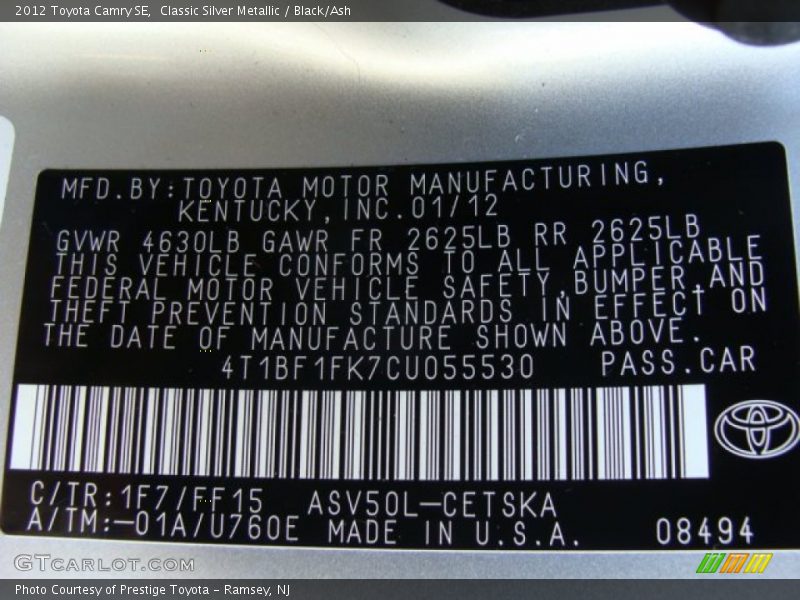 2012 Toyota Camry SE, Classic Silver Metallic / Black/Ash
MFD.BY:TOYOTA MOTOR MANUFACTURING,
KENTUCKY,INC.01/12
GVWR 4630LB GAWR FR 2625LB RR 2625LB
THIS VEHICLE CONFORMS TO ALL APPLICABLE
FEDERAL MOTOR VEHICLE SAFETY,BUMPER,AND
THEFT PREVENTION STANDARDS IN EFFECT ON
THE DATE OF MANUFACTURE SHOWN ABOVE.
4T1BF1FK7CU055530 PASS.CAR
C/TR:1F7/FF15 ASV50L-CETSKA
A/TM:-01A/U760E MADE IN U.S.A. 08494
GTCARLOT.COM
Photo Courtesy of Prestige Toyota - Ramsey, NJ